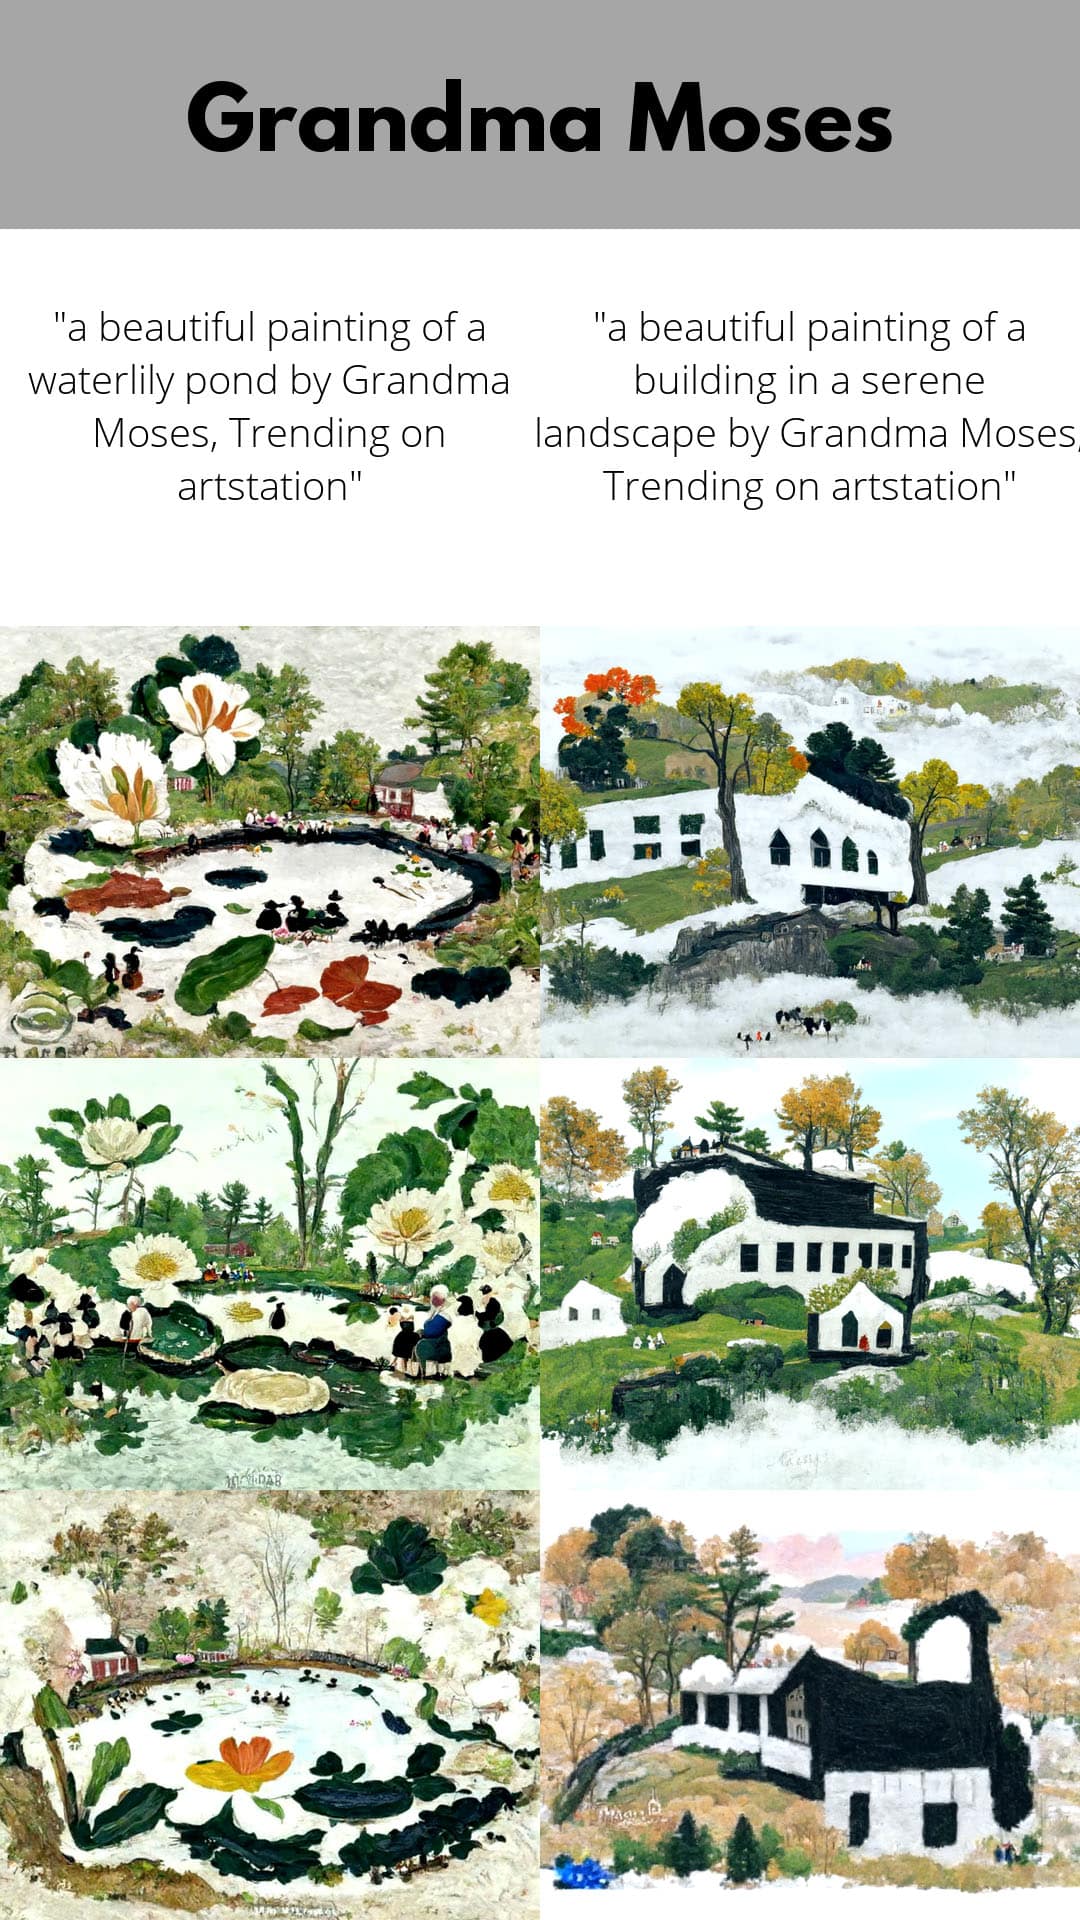 Grandma Moses
"a beautiful painting of a
waterlily pond by Grandma
Moses, Trending on
artstation"
"a beautiful painting of a
building in a serene
landscape by Grandma Moses,
Trending on artstation"